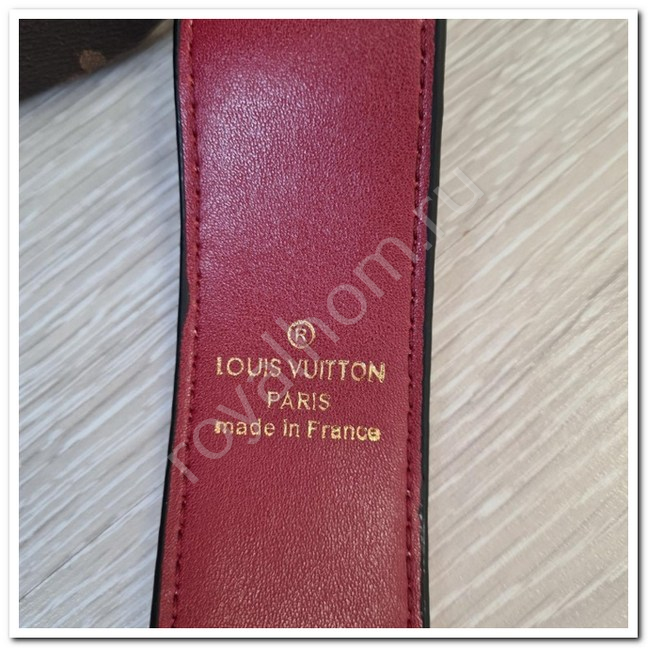 ®
LOUIS VUITTON
PARIS
made in France
royalhom.ru